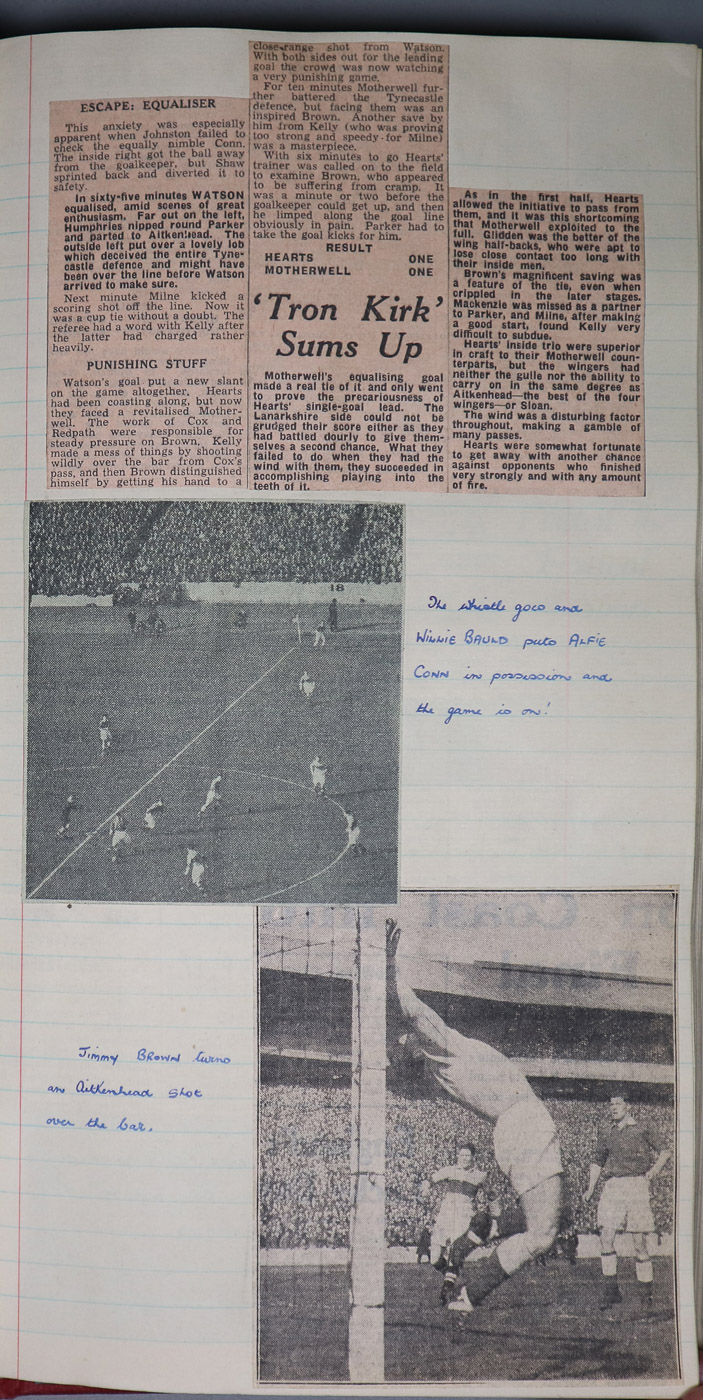 ESCAPE: EQUALISER
This anxiety was especially
apparent when Johnston failed to
check the equally nimble Conn.
The inside right got the ball away
from the goalkeeper, but Shaw
sprinted back and diverted it to
safety.
In sixty-five minutes WATSON
equalised, amid scenes of great
enthusiasm. Far out on the left,
Humphries nipped round Parker
and parted to Aitkenhead. The
outside left put over a lovely lob
which deceived the entire Tyne-
castle defence and might have
been over the line before Watson
arrived to make sure.
Next minute Milne kicked a
scoring shot off the line. Now it
was a cup tie without a doubt. The
referee had a word with Kelly after
the latter had charged rather
heavily.
PUNISHING STUFF
Watson's goal put a new slant
on the game altogether. Hearts
had been coasting along, but now
they faced a revitalised Mother-
well. The work of Cox and
Redpath were responsible for
steady pressure on Brown. Kelly
made a mess of things by shooting
wildly over the bar from Cox's
pass, and then Brown distinguished
himself by getting his hand to a
close-range shot from Watson.
With both sides out for the leading
goal the crowd was now watching
a very punishing game.
For ten minutes Motherwell fur-
ther battered the Tynecastle
defence, but facing them was an
inspired Brown. Another save by
him from Kelly (who was proving
too strong and speedy for Milne)
was a masterpiece.
With six minutes to go Hearts'
trainer was called on to the field
to examine Brown, who appeared
to be suffering from cramp. It
was a minute or two before the
goalkeeper could get up, and then
he limped along the goal line
obviously in pain. Parker had to
take the goal kicks for him.
RESULT
HEARTS ONE
MOTHERWELL ONE
'Tron Kirk'
Sums Up
Motherwell's equalising goal
made a real tie of it and only went
to prove the precariousness of
Hearts' single-goal lead. The
Lanarkshire side could not be
grudged their score either as they
had battled dourly to give them-
selves a second chance. What they
failed to do when they had the
wind with them, they succeeded in
accomplishing playing into the
teeth of it.
As in the first half, Hearts
allowed the initiative to pass from
them, and it was this shortcoming
that Motherwell exploited to the
full. Glidden was the better of the
wing half-backs, who were apt to
lose close contact too long with
their inside men.
Brown's magnificent saving was
a feature of the tie, even when
crippled in the later stages.
Mackenzie was missed as a partner
to Parker, and Milne, after making
a good start, found Kelly very
difficult to subdue.
Hearts' inside trio were superior
in craft to their Motherwell coun-
terparts, but the wingers had
neither the guile nor the ability to
carry on in the same degree as
Aitkenhead—the best of the four
wingers—or Sloan.
The wind was a disturbing factor
throughout, making a gamble of
many passes.
Hearts were somewhat fortunate
to get away with another chance
against opponents who finished
very strongly and with any amount
of fire.
18
The whistle goes and
WINNIE BAULD puts ALFIE
CONN in possession and
the game is on!
Jimmy BROWN turns
an Aitkenhead shot
over the bar.